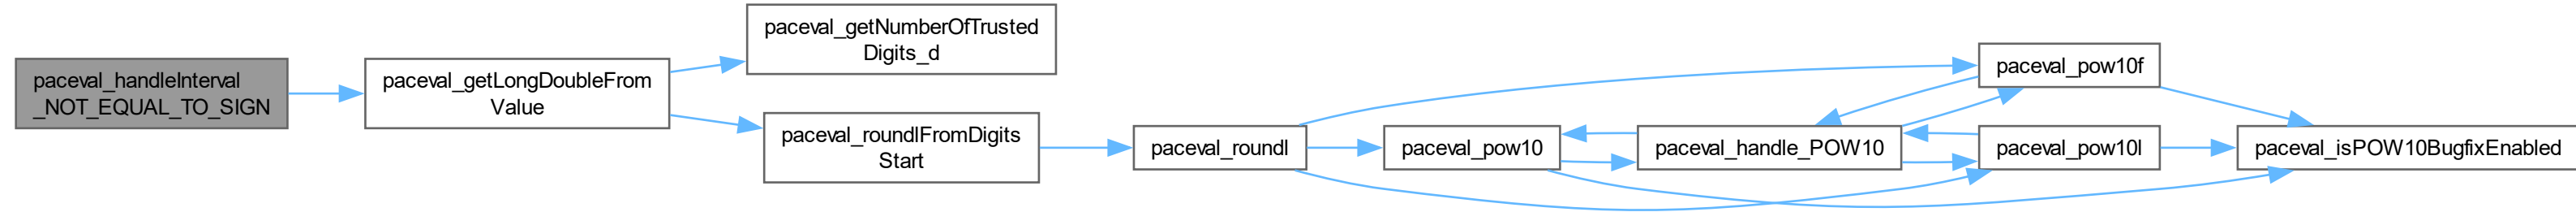 paceval_handleInterval
_NOT_EQUAL_TO_SIGN
paceval_getLongDoubleFrom
Value
paceval_getNumberOfTrusted
Digits_d
paceval_roundlFromDigits
Start
paceval_roundl
paceval_pow10
paceval_handle_POW10
paceval_pow10f
paceval_pow10l
paceval_isPOW10BugfixEnabled